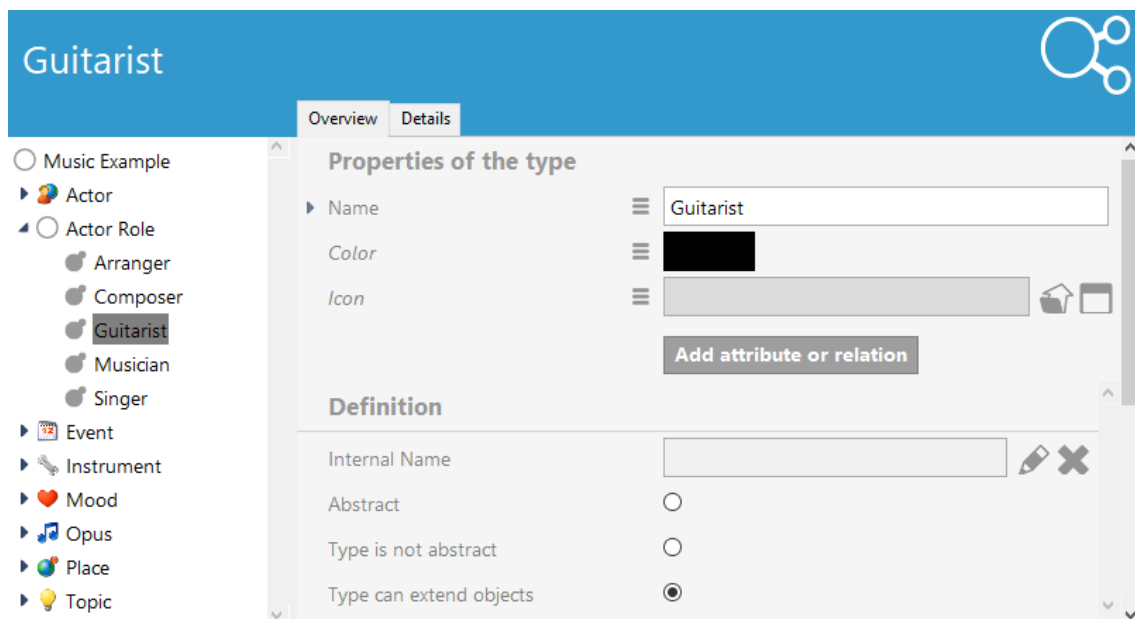 Guitarist
Overview Details
Music Example
Actor
Actor Role
Arranger
Composer
Guitarist
Musician
Singer
Event
12
Instrument
Mood
Opus
Place
Topic
Properties of the type
Name Guitarist
Color
Icon
Add attribute or relation
Definition
Internal Name
Abstract
Type is not abstract
Type can extend objects